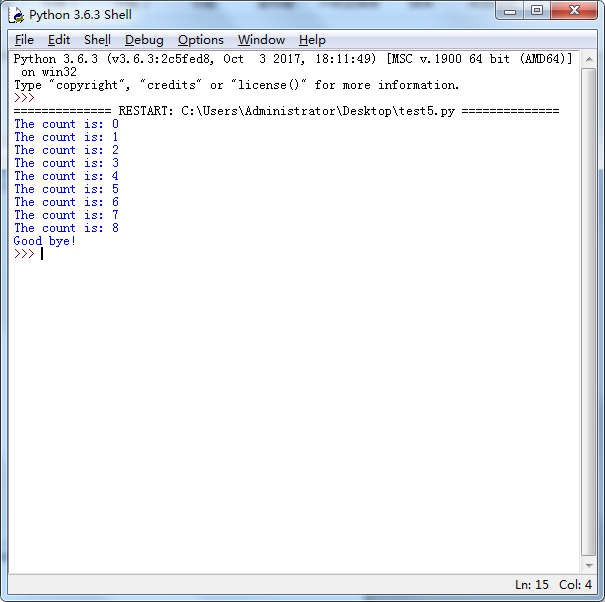 Python 3.6.3 Shell
File Edit Shell Debug Options Window Help
Python 3.6.3 (v3.6.3:2c5fed8, Oct  3 2017, 18:11:49) [MSC v.1900 64 bit (AMD64)]
 on win32
Type "copyright", "credits" or "license()" for more information.
>>>
============== RESTART: C:\Users\Administrator\Desktop\test5.py ==============
The count is: 0
The count is: 1
The count is: 2
The count is: 3
The count is: 4
The count is: 5
The count is: 6
The count is: 7
The count is: 8
Good bye!
>>>
Ln: 15 Col: 4